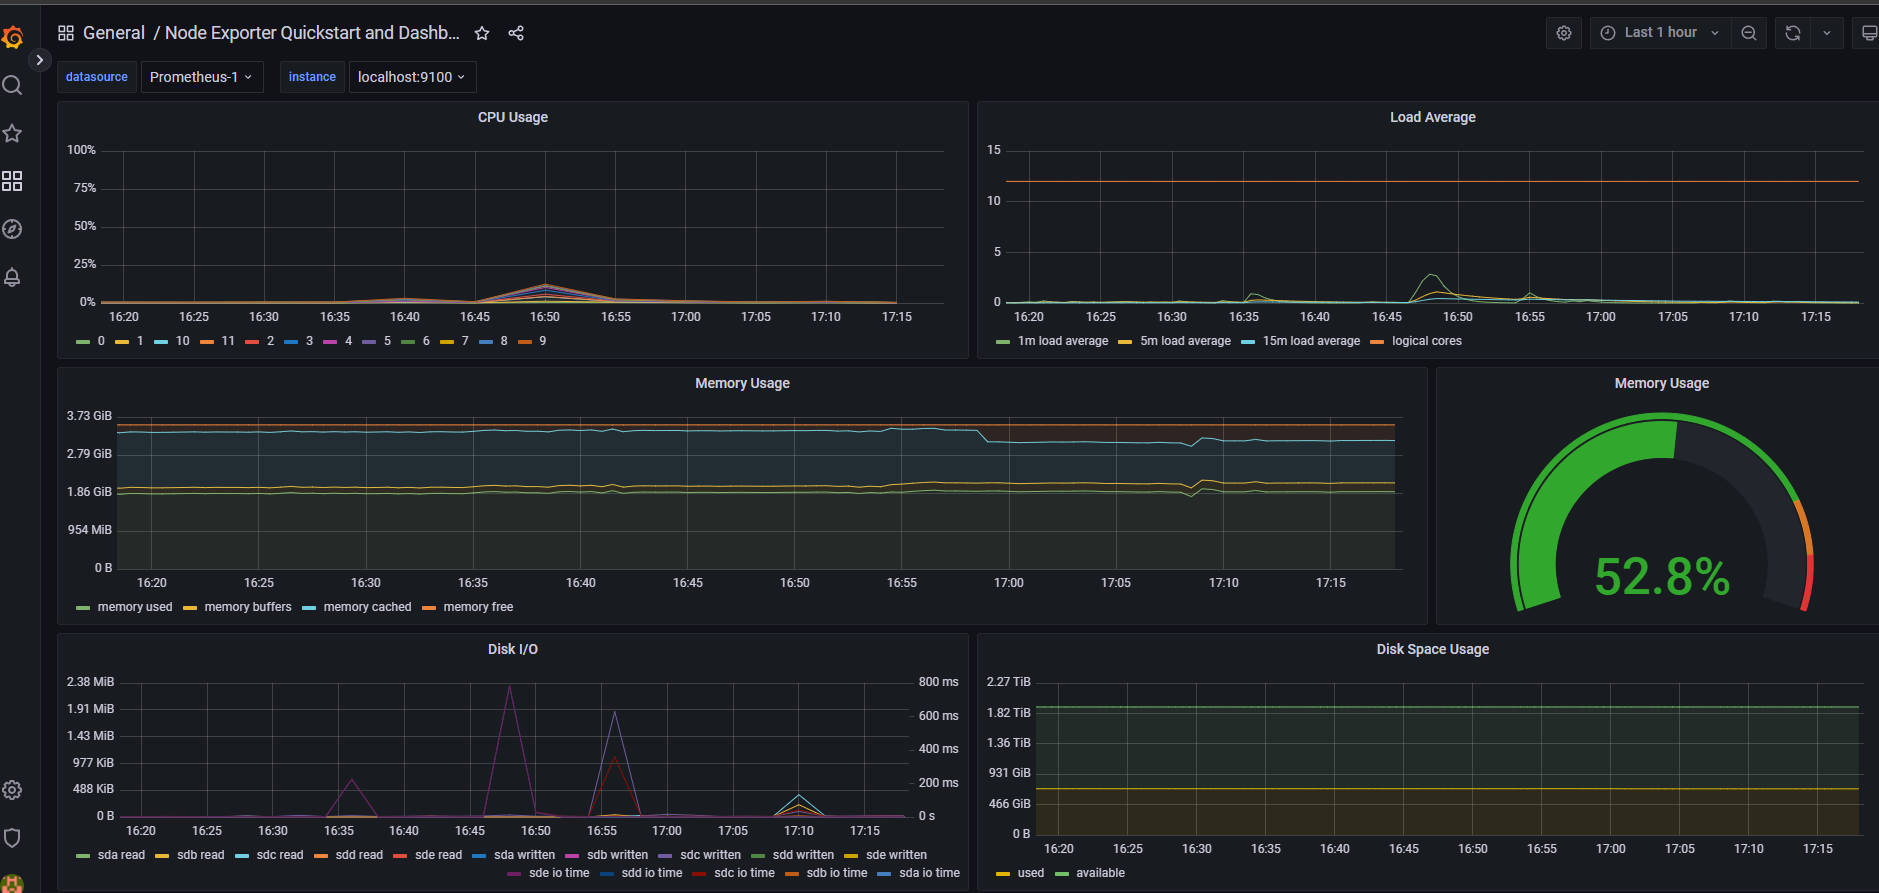 General / Node Exporter Quickstart and Dashb...
Last 1 hour
datasource Prometheus-1 instance localhost:9100
CPU Usage
100%
75%
50%
25%
0%
16:20 16:25 16:30 16:35 16:40 16:45 16:50 16:55 17:00 17:05 17:10 17:15
0 1 10 11 2 3 4 5 6 7 8 9
Load Average
15
10
5
0
16:20 16:25 16:30 16:35 16:40 16:45 16:50 16:55 17:00 17:05 17:10 17:15
1m load average 5m load average 15m load average logical cores
Memory Usage
3.73 GiB
2.79 GiB
1.86 GiB
954 MiB
0 B
16:20 16:25 16:30 16:35 16:40 16:45 16:50 16:55 17:00 17:05 17:10 17:15
memory used memory buffers memory cached memory free
Memory Usage
52.8%
Disk I/O
2.38 MiB 800 ms
1.91 MiB 600 ms
1.43 MiB 400 ms
977 KiB 200 ms
488 KiB
0 B 0 s
16:20 16:25 16:30 16:35 16:40 16:45 16:50 16:55 17:00 17:05 17:10 17:15
sda read sdb read sdc read sdd read sde read sda written sdb written sdc written sdd written sde written
sde io time sdd io time sdc io time sdb io time sda io time
Disk Space Usage
2.27 TiB
1.82 TiB
1.36 TiB
931 GiB
466 GiB
0 B
16:20 16:25 16:30 16:35 16:40 16:45 16:50 16:55 17:00 17:05 17:10 17:15
used available